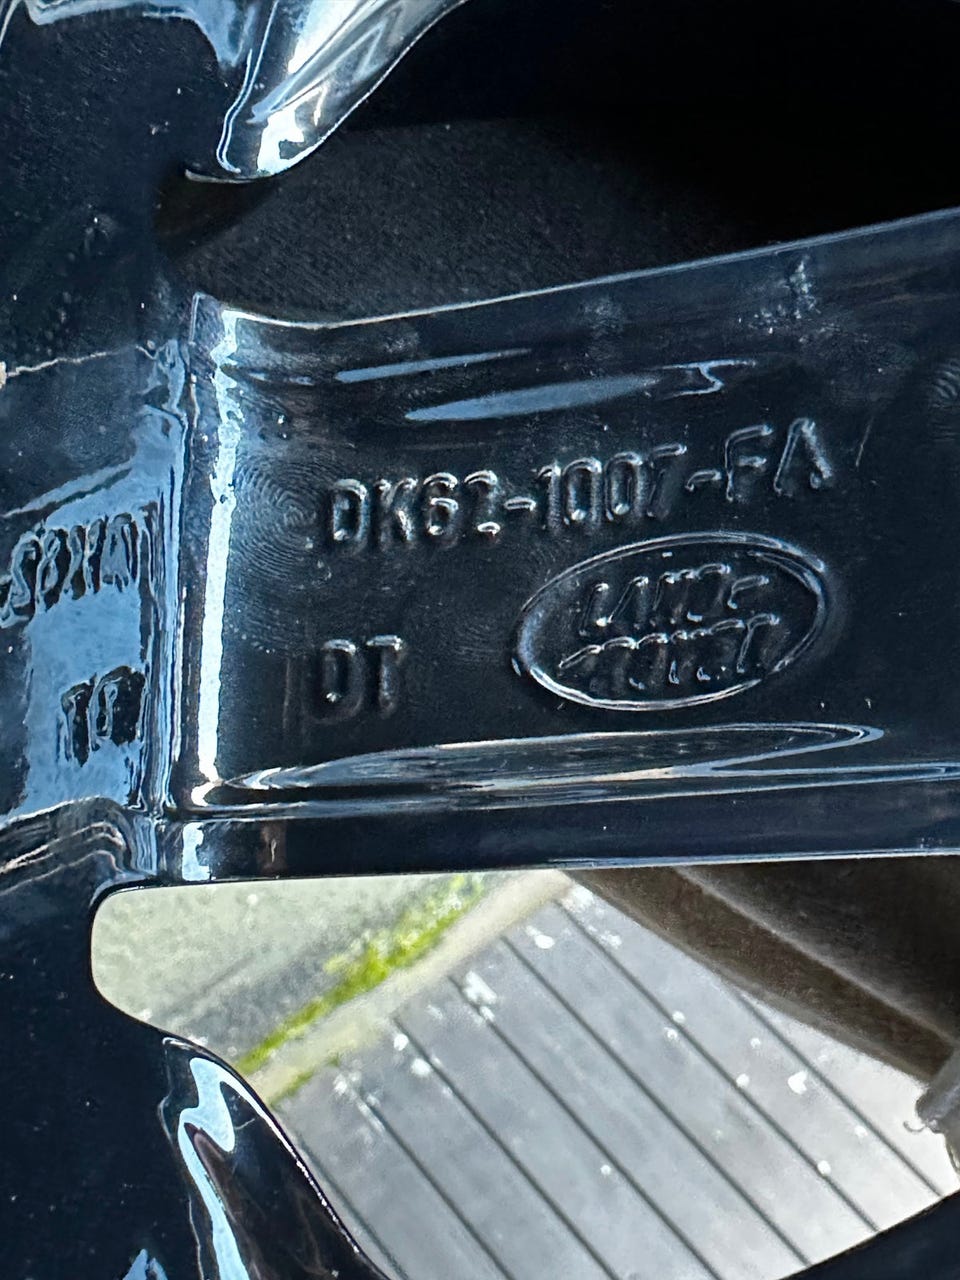 DK62-1007-FA
DT
LAND
ROVER